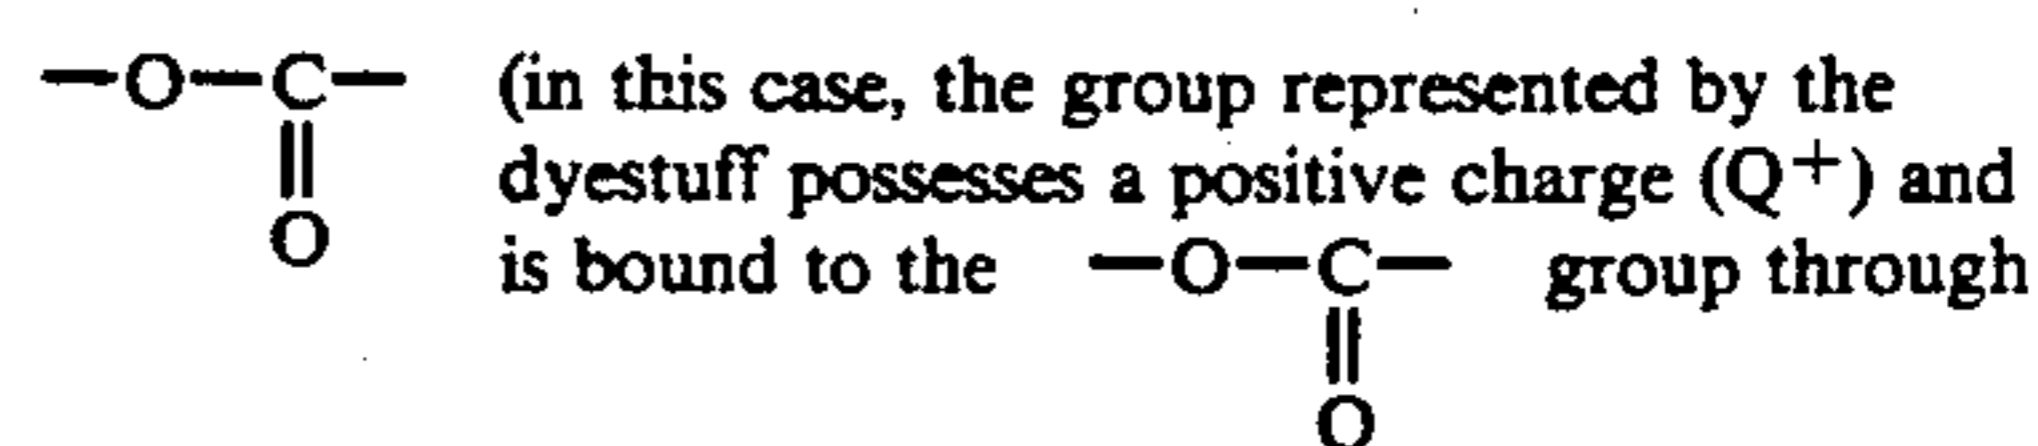 —O—C— (in this case, the group represented by the
‖ dyestuff possesses a positive charge (Q+) and
O is bound to the —O—C— group through
‖
O